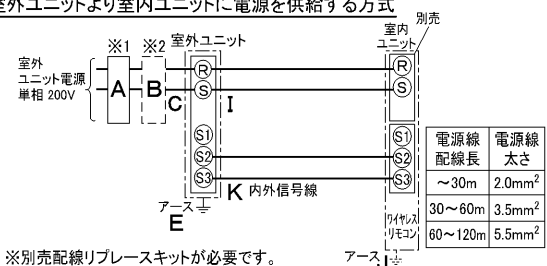 室外ユニットより室内ユニットに電源を供給する方式
※1 ※2 室外ユニット
室内
ユニット
別売
室外
ユニット電源
単相 200V
A B C I
R R
S S
S1 S1
S2 S2
S3 S3
K 内外信号線
アース
E
ワイヤレス
リモコン
電源線
配線長
電源線
太さ
～30m 2.0mm²
30～60m 3.5mm²
60～120m 5.5mm²
※別売配線リプレースキットが必要です。
アース